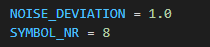 NOISE_DEVIATION = 1.0
SYMBOL_NR = 8